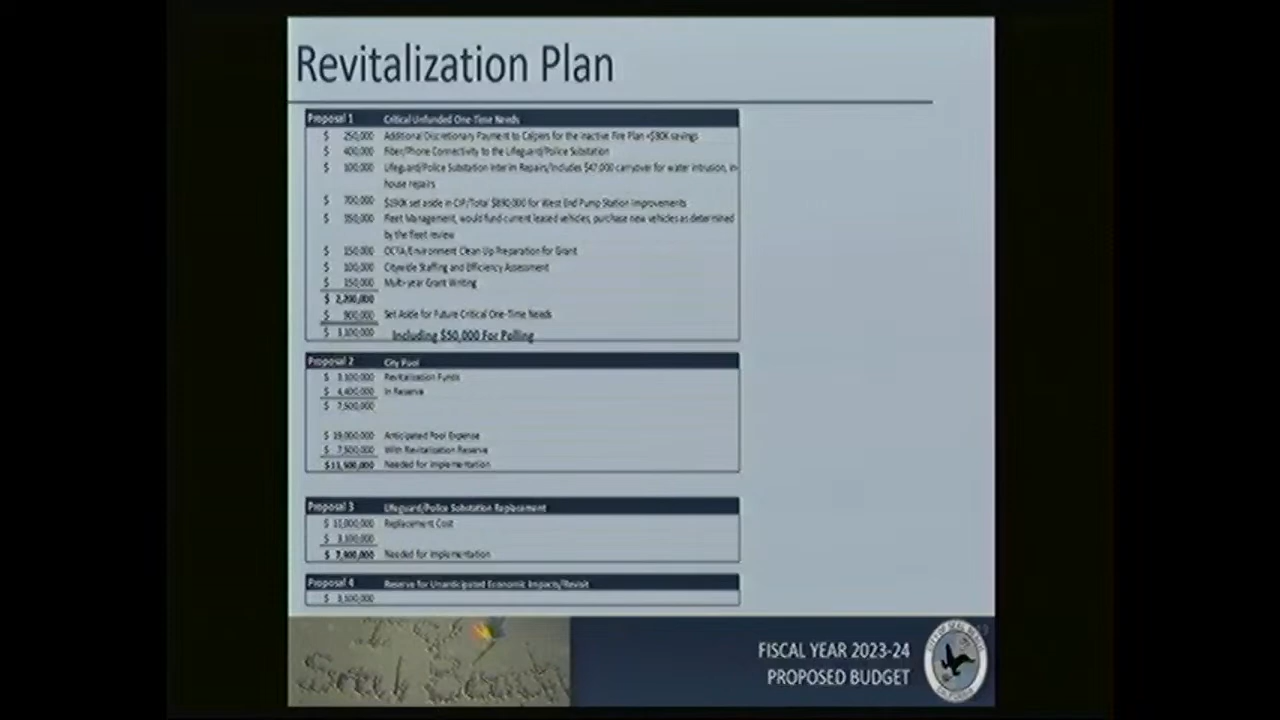 Revitalization Plan
Proposal 1 Critical Unfunded One-Time Needs
$ 250,000 Additional Discretionary Payment to Calpers for the Inactive Fire Plan +$80K savings
$ 400,000 Fiber/Phone Connectivity to the Lifeguard/Police Substation
$ 100,000 Lifeguard/Police Substation Interim Repairs/Includes $47,000 carryover for water intrusion, in-
house repairs
$ 700,000 $190K set aside in CIP/Total $890,000 for West End Pump Station Improvements
$ 350,000 Fleet Management, would fund current leased vehicles, purchase new vehicles as determined
by the fleet review
$ 150,000 OCTA/Environment Clean Up Preparation for Grant
$ 100,000 Citywide Staffing and Efficiency Assessment
$ 150,000 Multi-year Grant Writing
$ 2,200,000
$ 900,000 Set Aside for Future Critical One-Time Needs
$ 3,100,000 Including $50,000 For Polling
Proposal 2 City Pool
$ 3,100,000 Revitalization Funds
$ 4,400,000 In Reserve
$ 7,500,000
$ 19,000,000 Anticipated Pool Expense
$ 7,500,000 With Revitalization Reserve
$11,500,000 Needed for Implementation
Proposal 3 Lifeguard/Police Substation Replacement
$ 11,000,000 Replacement Cost
$ 3,100,000
$ 7,900,000 Needed for Implementation
Proposal 4 Reserve for Unanticipated Economic Impacts/Revisit
$ 3,100,000
Seal Beach
FISCAL YEAR 2023-24
PROPOSED BUDGET
CITY OF SEAL BEACH
CALIFORNIA